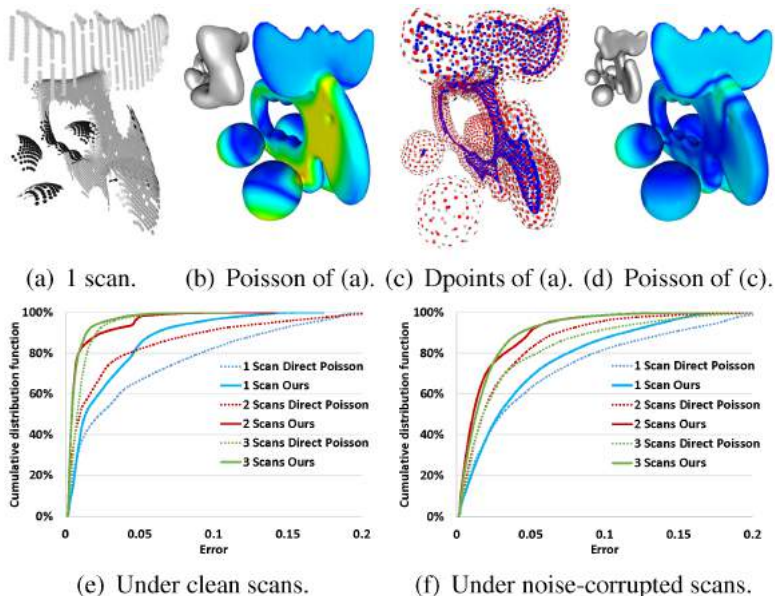 (a) 1 scan. (b) Poisson of (a). (c) Dpoints of (a). (d) Poisson of (c).
Cumulative distribution function
100%
80%
60%
40%
20%
0%
1 Scan Direct Poisson
1 Scan Ours
2 Scans Direct Poisson
2 Scans Ours
3 Scans Direct Poisson
3 Scans Ours
0 0.05 0.1 0.15 0.2
Error
Cumulative distribution function
100%
80%
60%
40%
20%
0%
1 Scan Direct Poisson
1 Scan Ours
2 Scans Direct Poisson
2 Scans Ours
3 Scans Direct Poisson
3 Scans Ours
0 0.05 0.1 0.15 0.2
Error
(e) Under clean scans. (f) Under noise-corrupted scans.